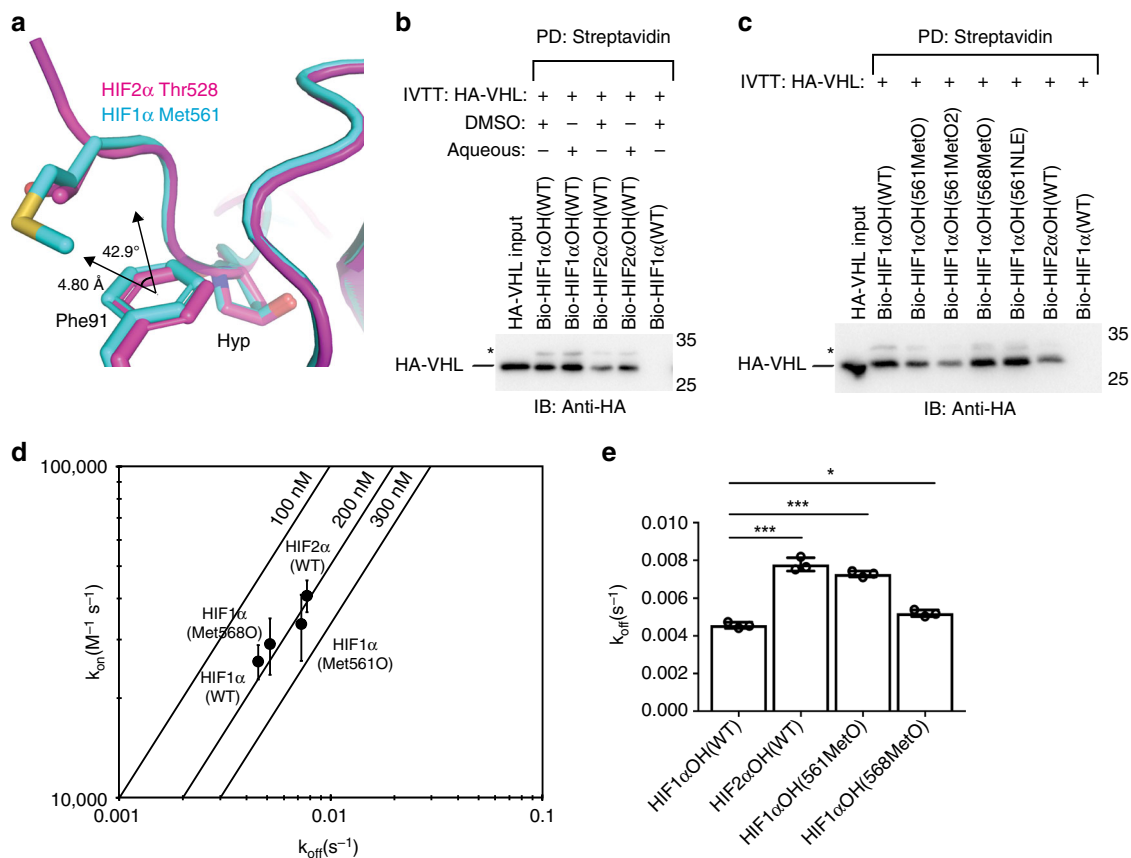 a
HIF2α Thr528
HIF1α Met561
42.9°
4.80 Å
Phe91
Hyp
b
PD: Streptavidin
IVTT: HA-VHL: + + + + +
DMSO: + − + − +
Aqueous: − + − + −
HA-VHL input
Bio-HIF1αOH(WT)
Bio-HIF1αOH(WT)
Bio-HIF2αOH(WT)
Bio-HIF2αOH(WT)
Bio-HIF1α(WT)
*
HA-VHL
35
25
IB: Anti-HA
c
PD: Streptavidin
IVTT: HA-VHL: + + + + + + +
HA-VHL input
Bio-HIF1αOH(WT)
Bio-HIF1αOH(561MetO)
Bio-HIF1αOH(561MetO2)
Bio-HIF1αOH(568MetO)
Bio-HIF1αOH(561NLE)
Bio-HIF2αOH(WT)
Bio-HIF1α(WT)
*
HA-VHL
35
25
IB: Anti-HA
d
100,000
10,000
kon(M−1 s−1)
100 nM
200 nM
300 nM
HIF2α
(WT)
HIF1α
(Met568O)
HIF1α
(WT)
HIF1α
(Met561O)
0.001
0.01
0.1
koff(s−1)
e
*
***
***
koff(s−1)
0.010
0.008
0.006
0.004
0.002
0.000
HIF1αOH(WT)
HIF2αOH(WT)
HIF1αOH(561MetO)
HIF1αOH(568MetO)